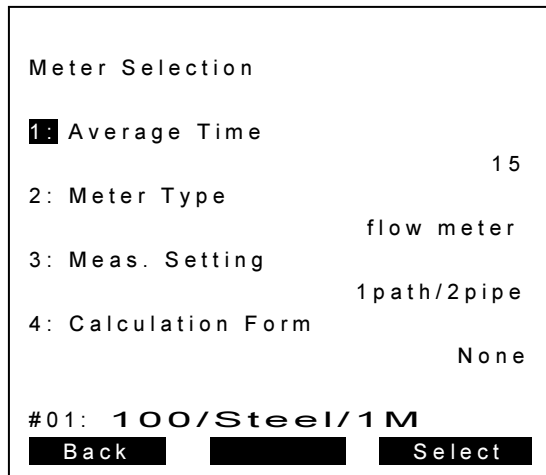 Meter Selection
1: Average Time
15
2: Meter Type
flow meter
3: Meas. Setting
1path/2pipe
4: Calculation Form
None
#01: 100/Steel/1M
Back Select